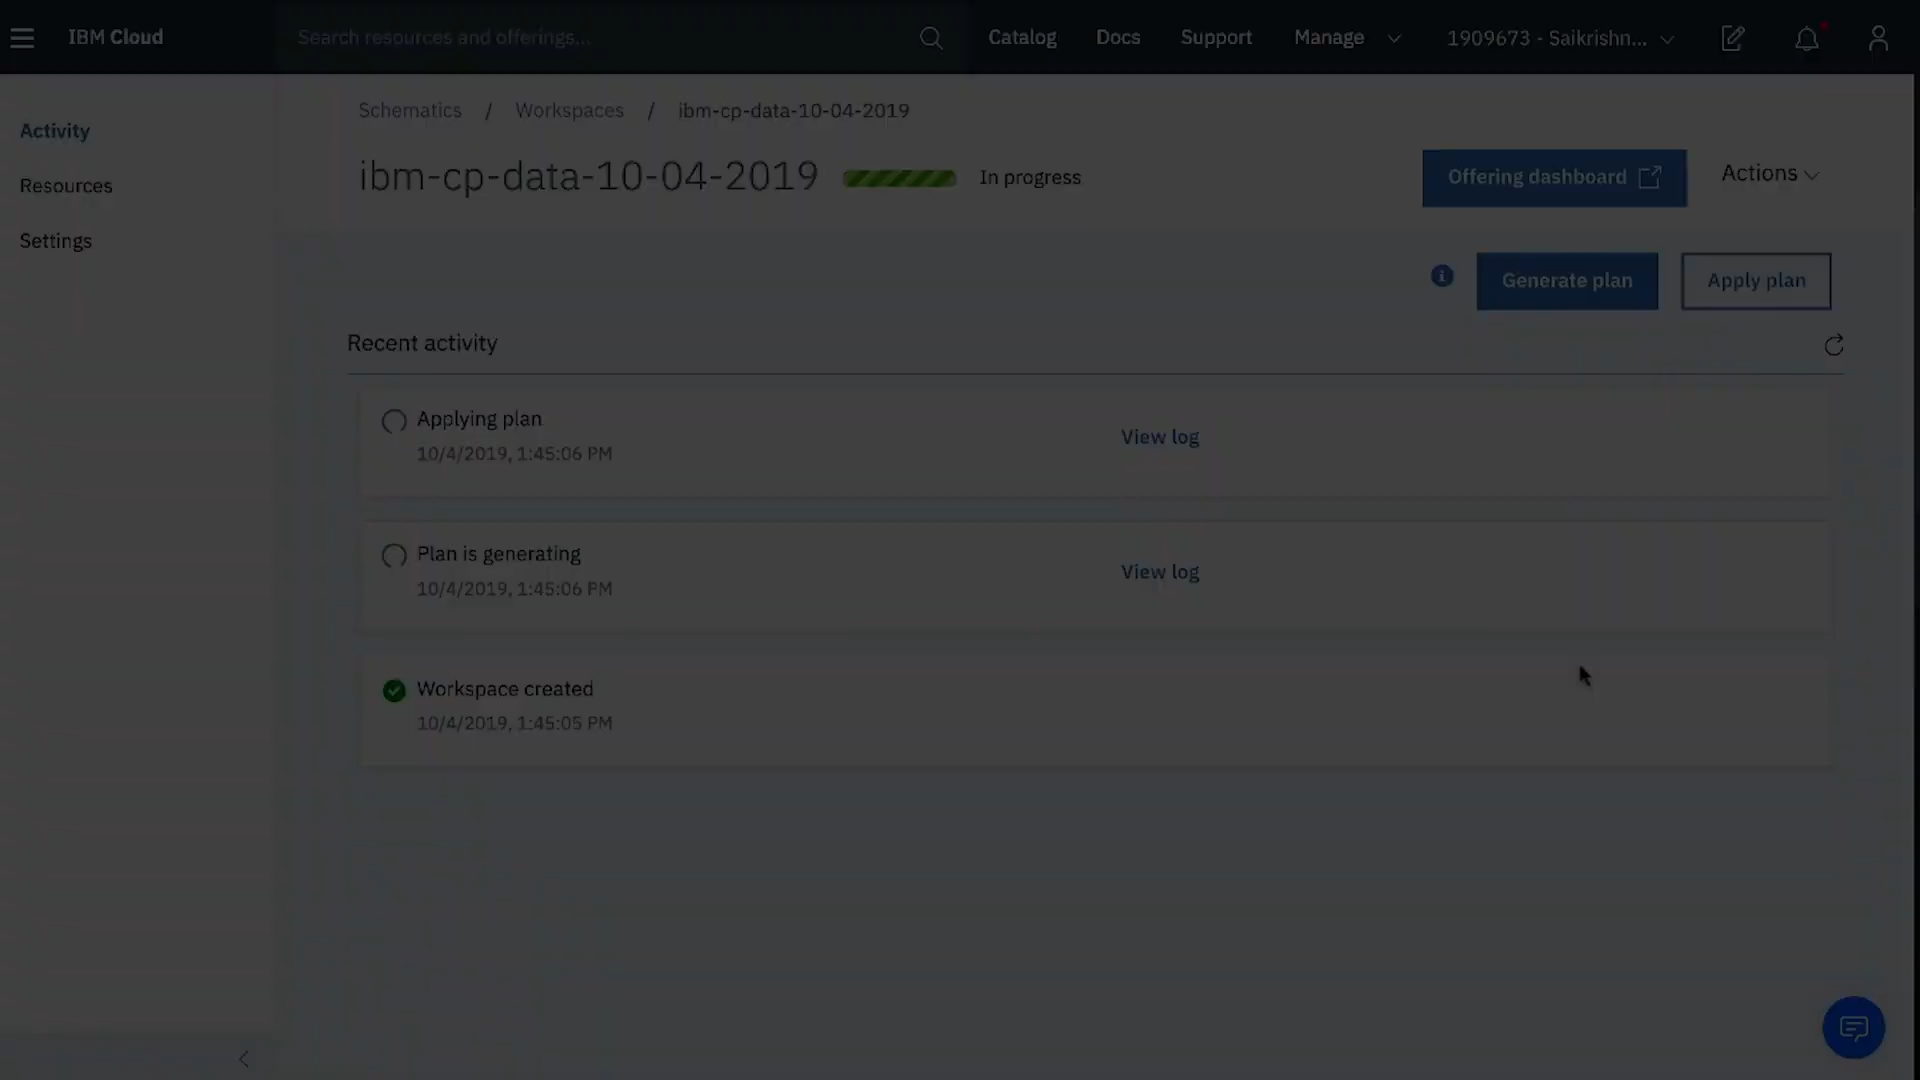 IBM Cloud
Search resources and offerings...
Catalog
Docs
Support
Manage
1909673 - Saikrishn...
Activity
Resources
Settings
Schematics / Workspaces / ibm-cp-data-10-04-2019
ibm-cp-data-10-04-2019
In progress
Offering dashboard
Actions
Generate plan
Apply plan
Recent activity
Applying plan
10/4/2019, 1:45:06 PM
View log
Plan is generating
10/4/2019, 1:45:06 PM
View log
Workspace created
10/4/2019, 1:45:05 PM